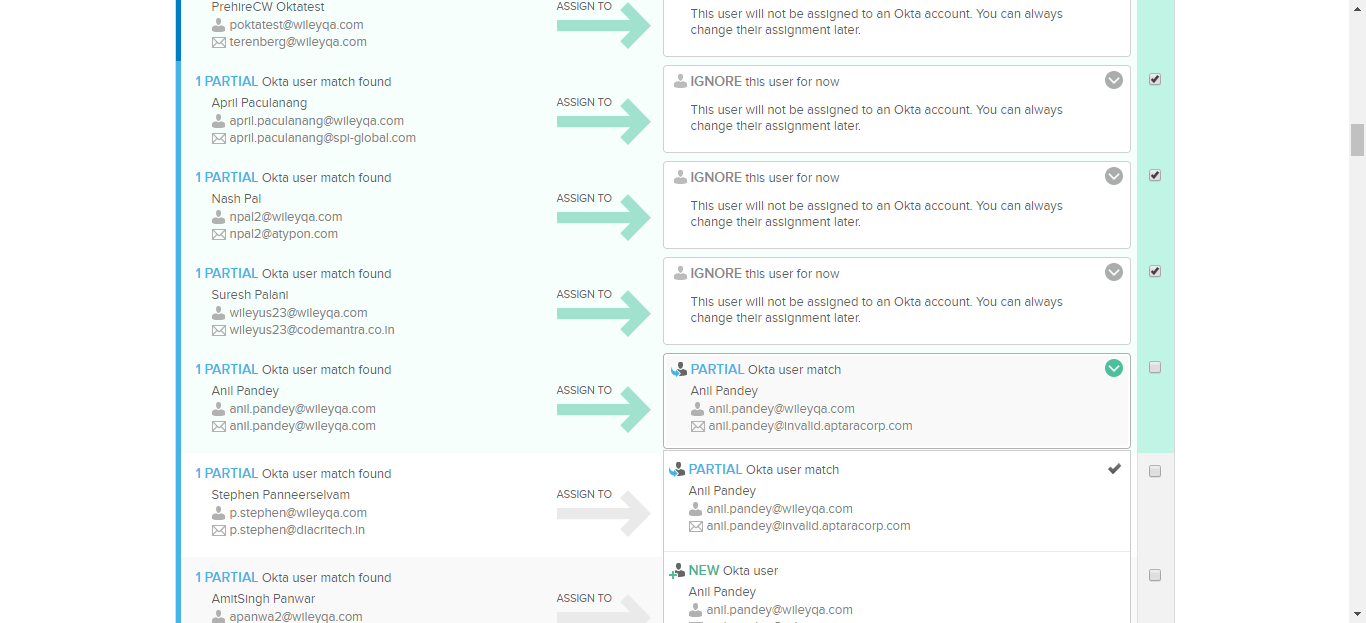 PrehireCW Oktatest
poktatest@wileyqa.com
terenberg@wileyqa.com
ASSIGN TO
This user will not be assigned to an Okta account. You can always
change their assignment later.
1 PARTIAL Okta user match found
April Paculanang
april.paculanang@wileyqa.com
april.paculanang@spi-global.com
ASSIGN TO
IGNORE this user for now
This user will not be assigned to an Okta account. You can always
change their assignment later.
1 PARTIAL Okta user match found
Nash Pal
npal2@wileyqa.com
npal2@atypon.com
ASSIGN TO
IGNORE this user for now
This user will not be assigned to an Okta account. You can always
change their assignment later.
1 PARTIAL Okta user match found
Suresh Palani
wileyus23@wileyqa.com
wileyus23@codemantra.co.in
ASSIGN TO
IGNORE this user for now
This user will not be assigned to an Okta account. You can always
change their assignment later.
1 PARTIAL Okta user match found
Anil Pandey
anil.pandey@wileyqa.com
anil.pandey@wileyqa.com
ASSIGN TO
PARTIAL Okta user match
Anil Pandey
anil.pandey@wileyqa.com
anil.pandey@invalid.aptaracorp.com
1 PARTIAL Okta user match found
Stephen Panneerselvam
p.stephen@wileyqa.com
p.stephen@diacritech.in
ASSIGN TO
PARTIAL Okta user match
Anil Pandey
anil.pandey@wileyqa.com
anil.pandey@invalid.aptaracorp.com
1 PARTIAL Okta user match found
AmitSingh Panwar
apanwa2@wileyqa.com
ASSIGN TO
NEW Okta user
Anil Pandey
anil.pandey@wileyqa.com